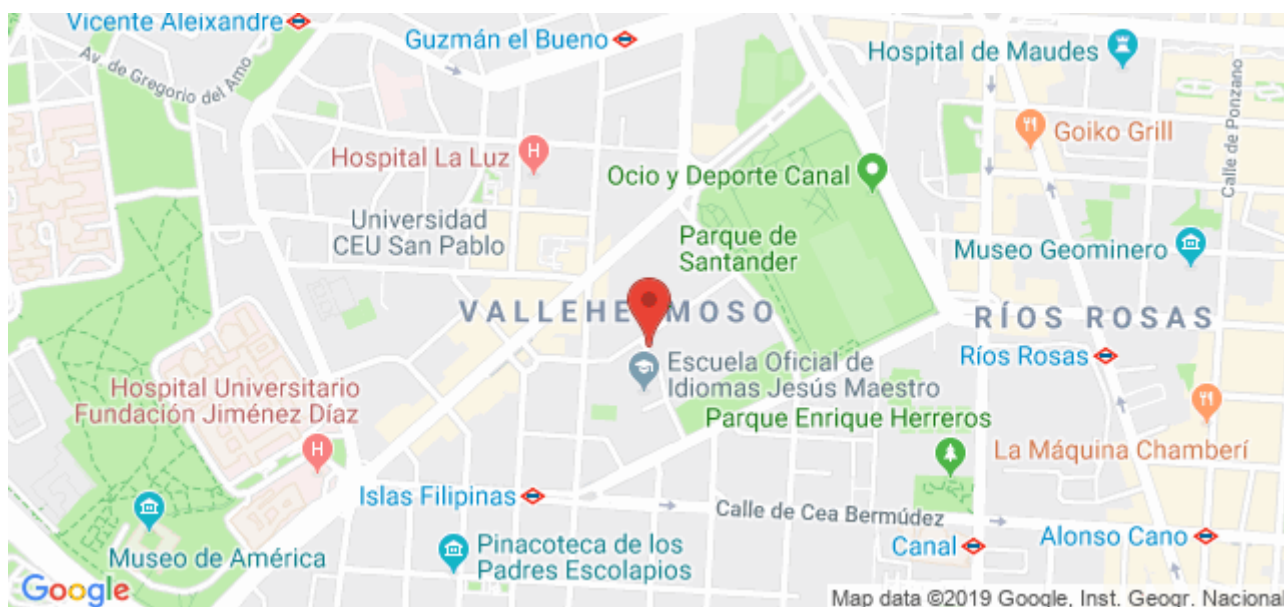 Vicente Aleixandre
Guzmán el Bueno
Hospital de Maudes
Av. de Gregorio del Amo
Calle de Ponzano
Goiko Grill
Hospital La Luz
Ocio y Deporte Canal
Universidad
CEU San Pablo
Parque de
Santander
Museo Geominero
VALLEHERMOSO
RÍOS ROSAS
Ríos Rosas
Escuela Oficial de
Idiomas Jesús Maestro
Hospital Universitario
Fundación Jiménez Díaz
Parque Enrique Herreros
La Máquina Chamberí
H
H
Islas Filipinas
Calle de Cea Bermúdez
Alonso Cano
Canal
Museo de América
Pinacoteca de los
Padres Escolapios
Google
Map data ©2019 Google, Inst. Geogr. Nacional